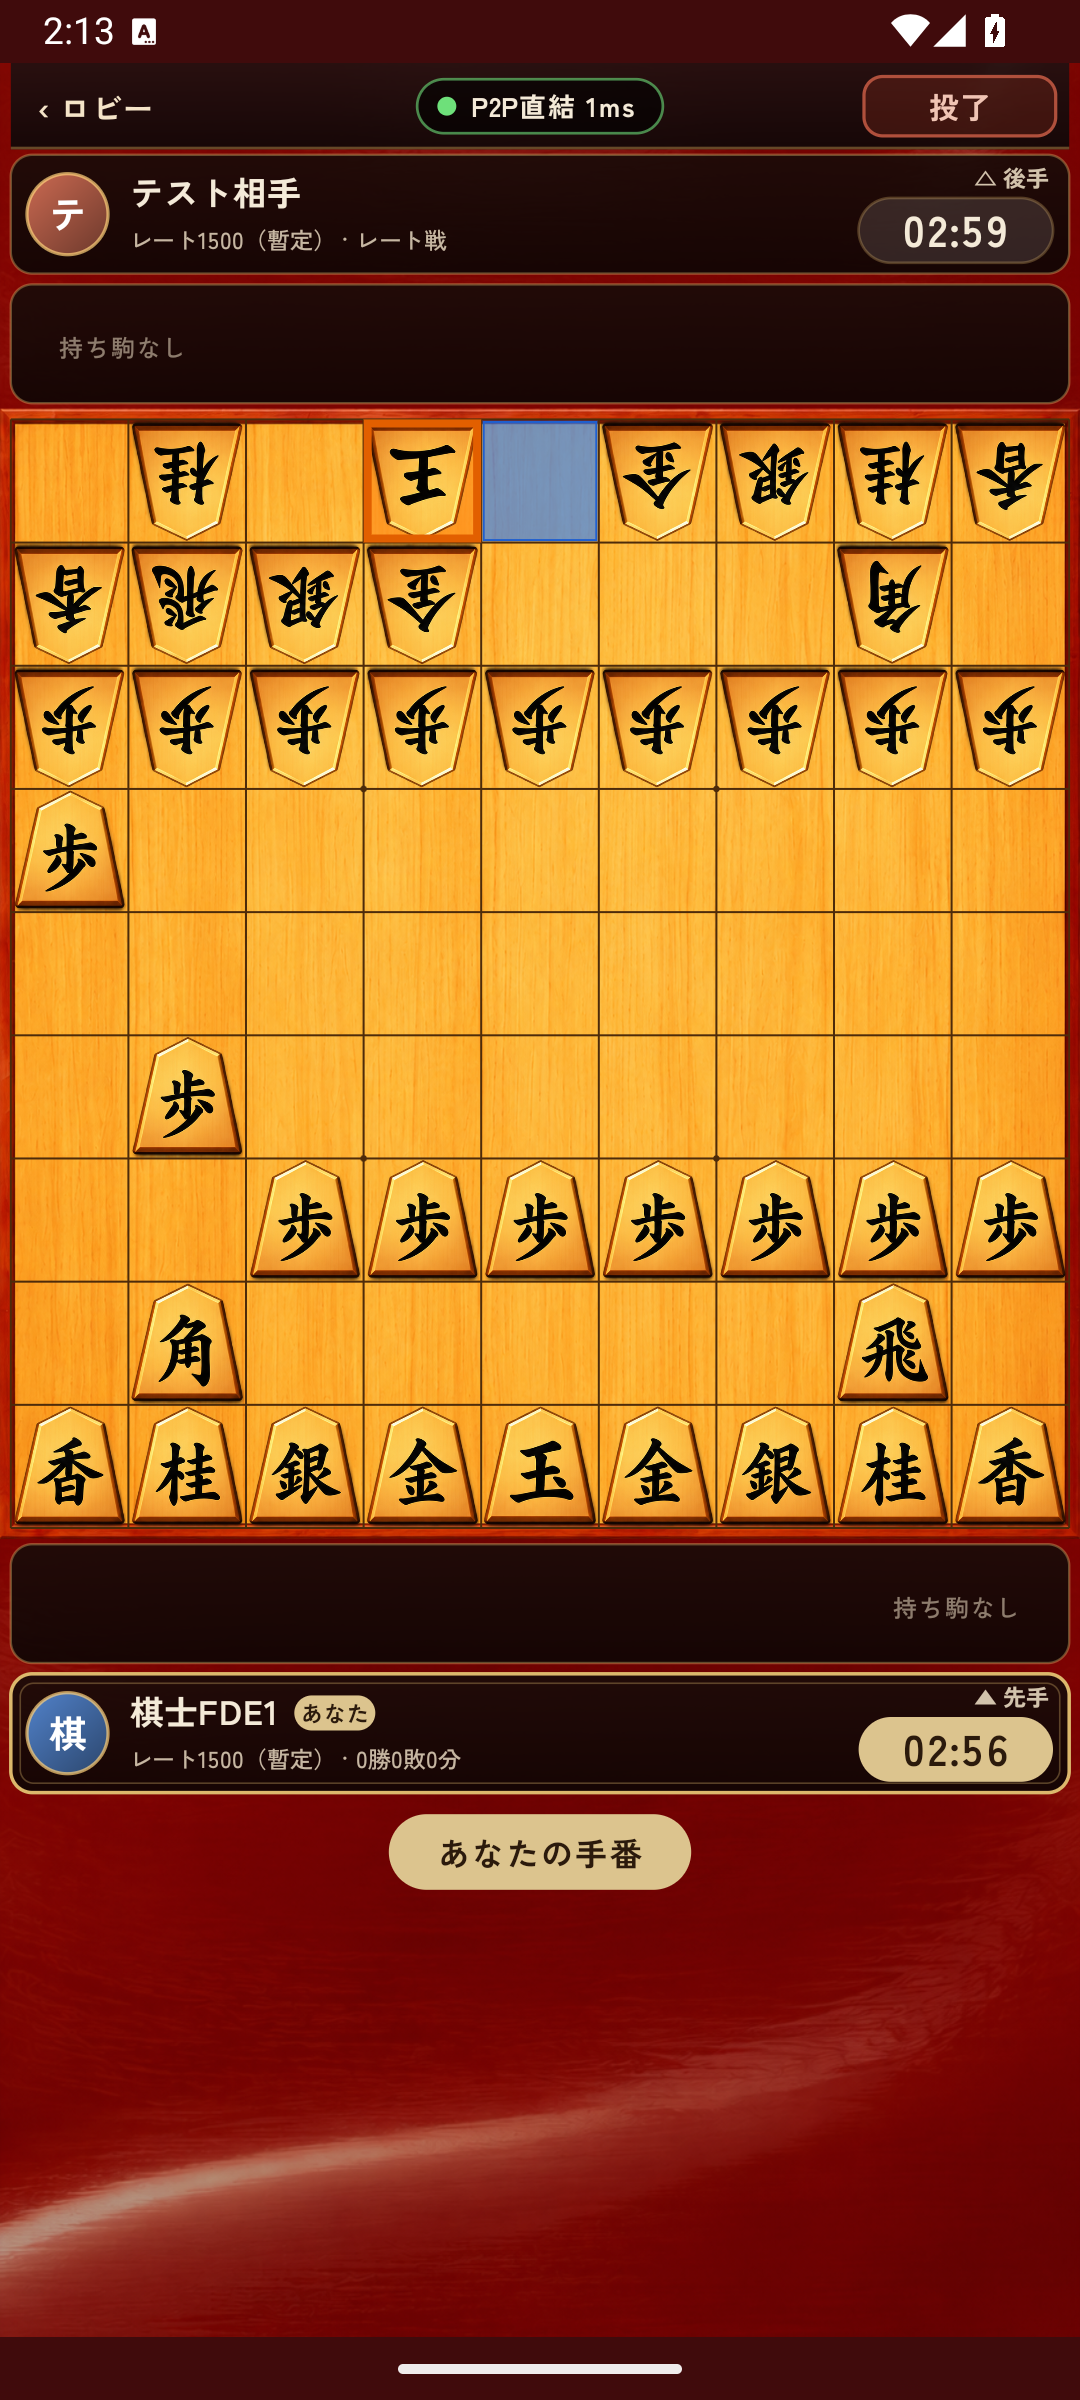 2:13 A
‹ ロビー
P2P直結 1ms
投了
テ
テスト相手
レート1500（暫定）· レート戦
△ 後手
02:59
持ち駒なし
桂 王 金 銀 桂 香
香 飛 銀 金 角
歩 歩 歩 歩 歩 歩 歩 歩 歩
歩
歩
歩 歩 歩 歩 歩 歩 歩
角 飛
香 桂 銀 金 玉 金 銀 桂 香
持ち駒なし
棋
棋士FDE1 あなた
レート1500（暫定）· 0勝0敗0分
▲ 先手
02:56
あなたの手番